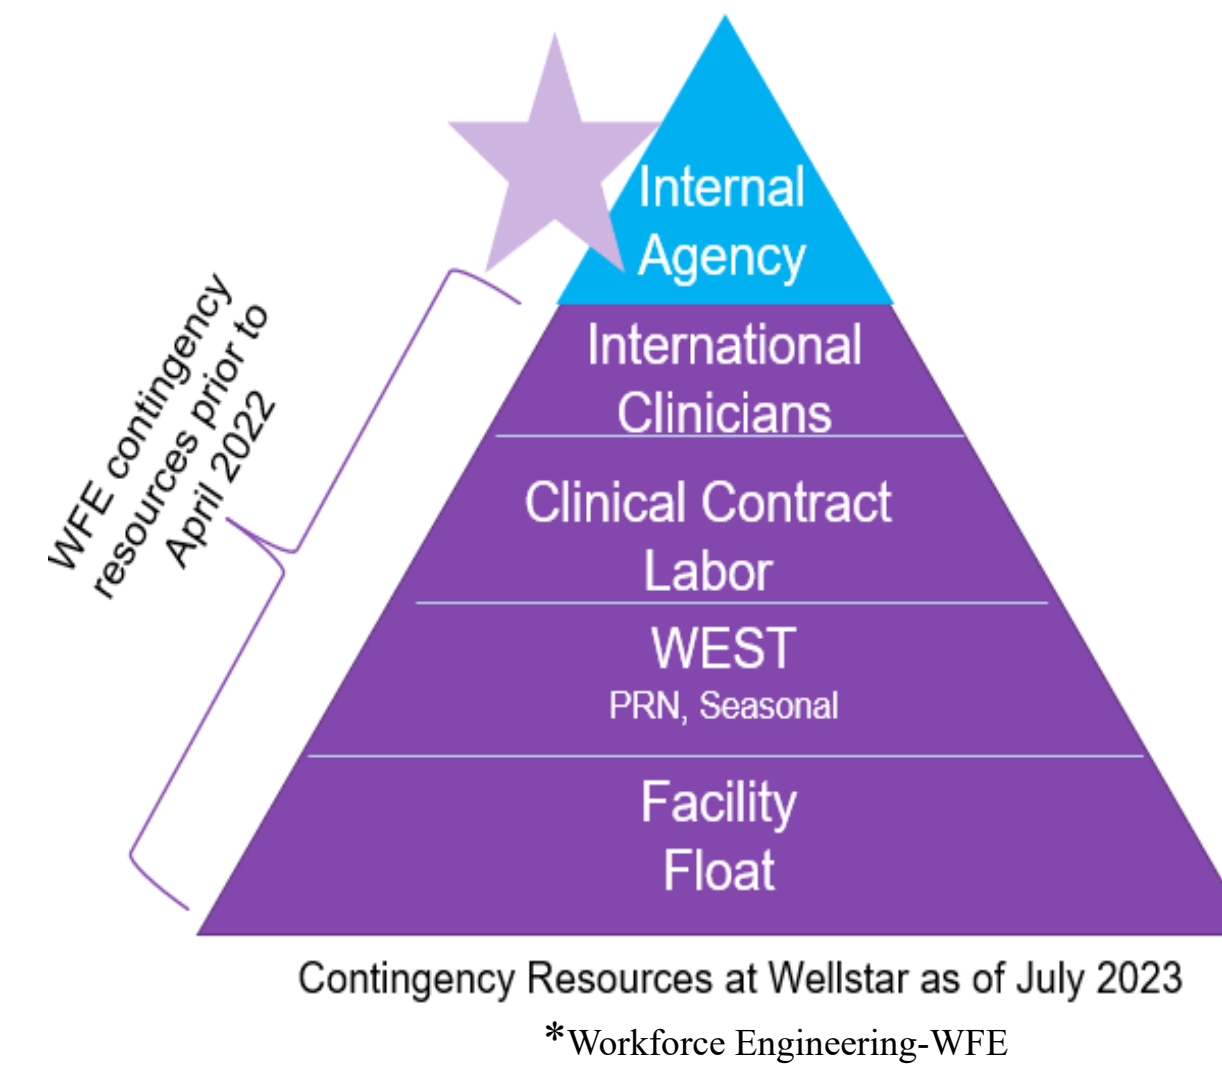 Internal
Agency
International
Clinicians
Clinical Contract
Labor
WEST
PRN, Seasonal
Facility
Float
WFE contingency
resources prior to
April 2022
Contingency Resources at Wellstar as of July 2023
*Workforce Engineering-WFE